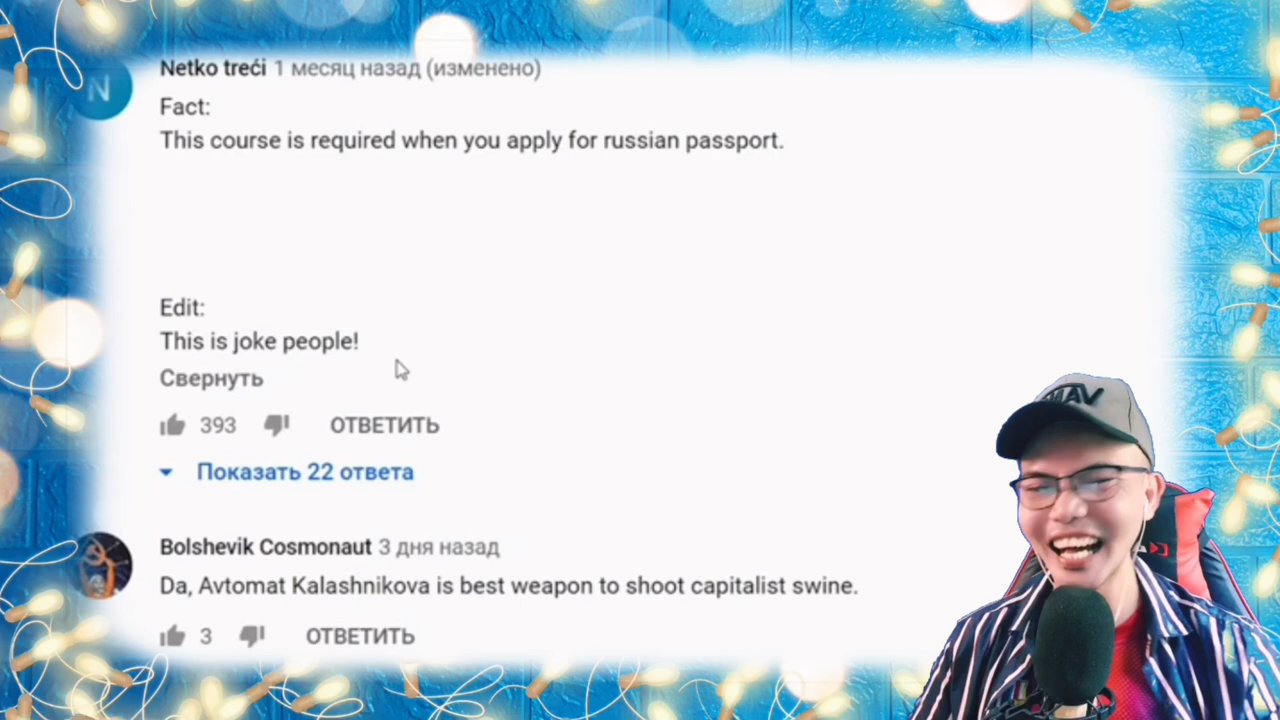 N
Netko treći 1 месяц назад (изменено)
Fact:
This course is required when you apply for russian passport.
Edit:
This is joke people!
Свернуть
393 ОТВЕТИТЬ
Показать 22 ответа
Bolshevik Cosmonaut 3 дня назад
Da, Avtomat Kalashnikova is best weapon to shoot capitalist swine.
3 ОТВЕТИТЬ